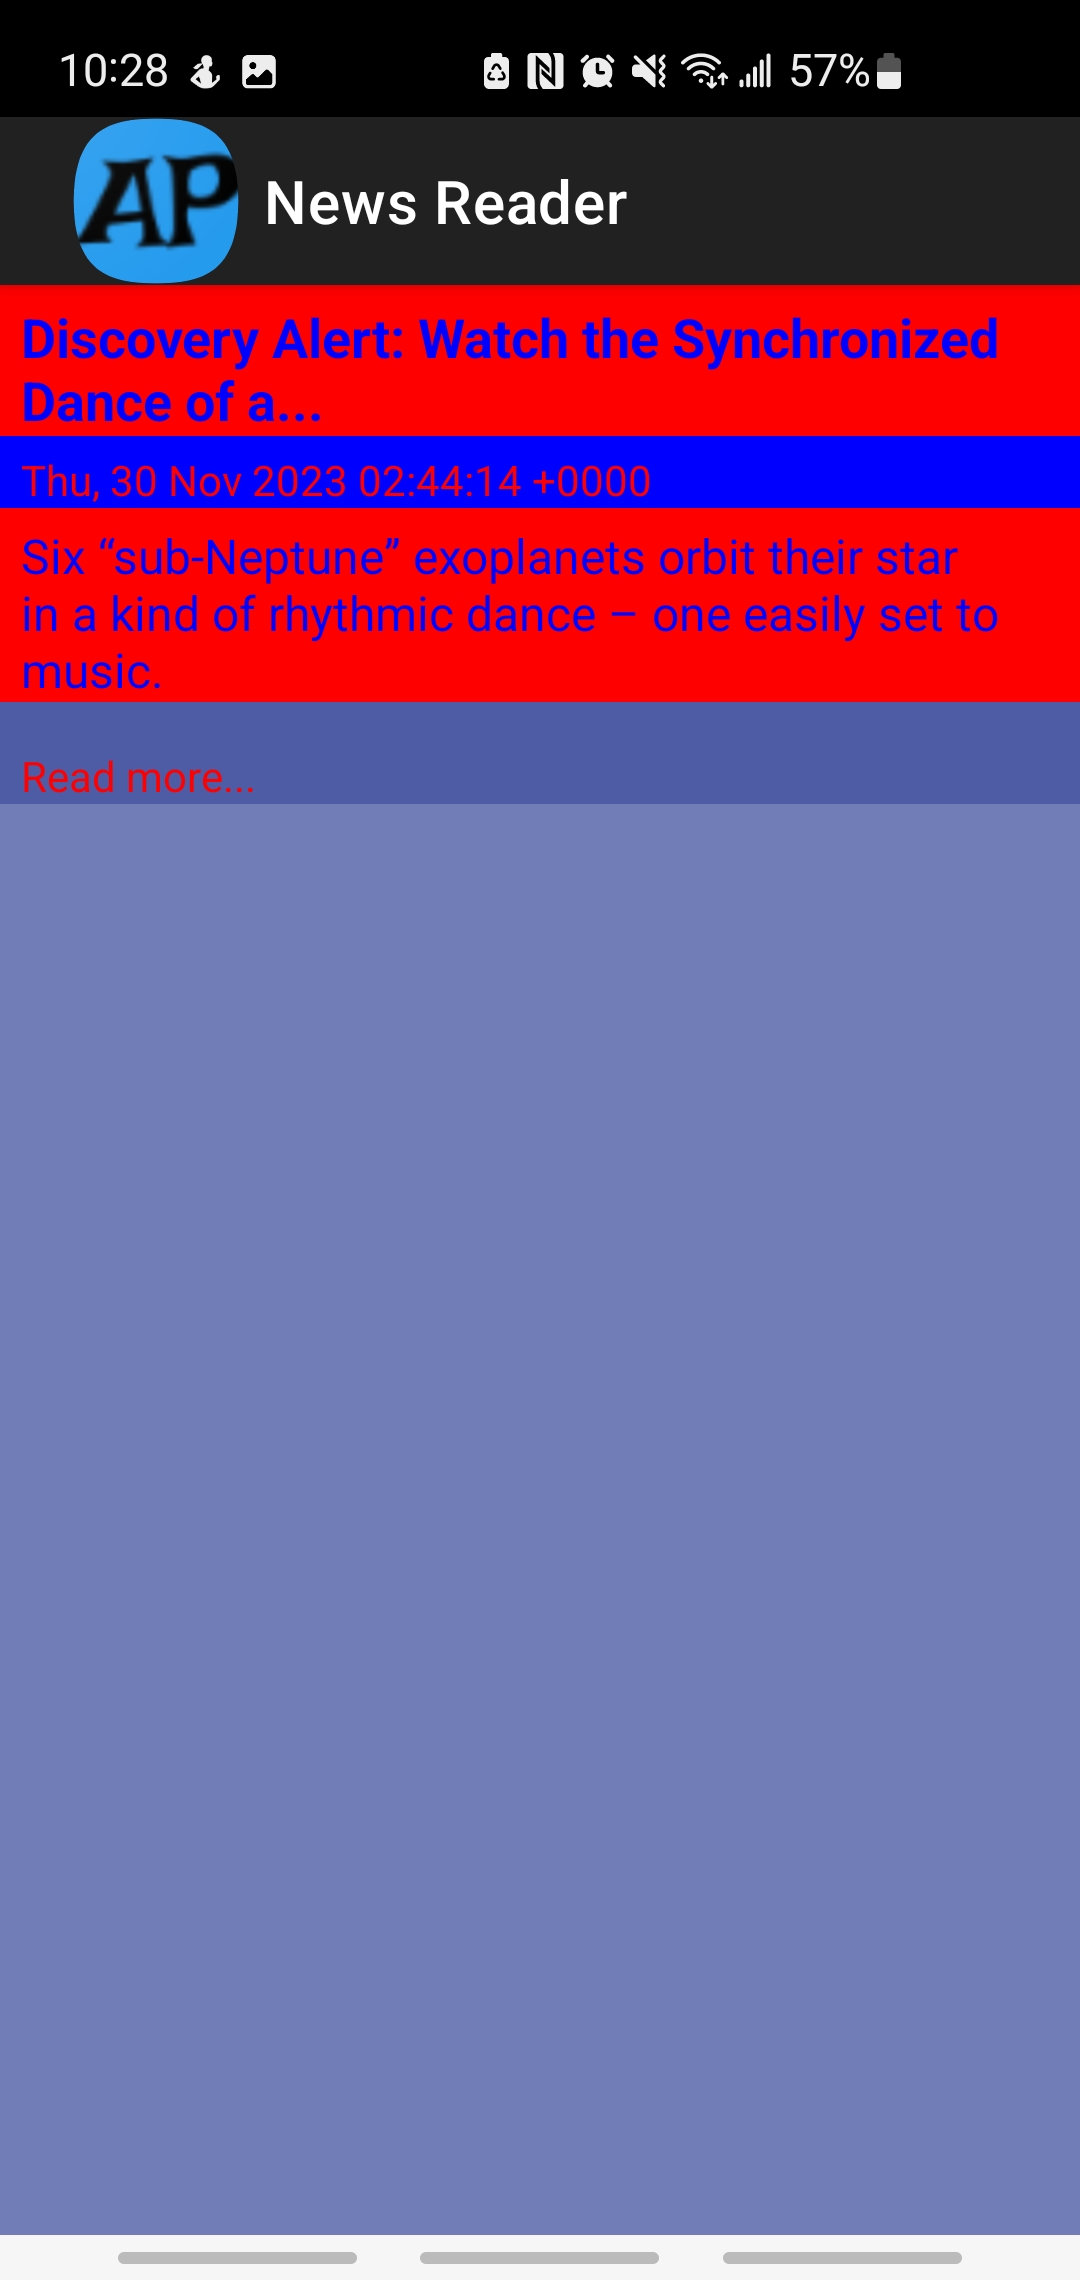 10:28
57%
AP
News Reader
Discovery Alert: Watch the Synchronized
Dance of a...
Thu, 30 Nov 2023 02:44:14 +0000
Six “sub-Neptune” exoplanets orbit their star
in a kind of rhythmic dance – one easily set to
music.
Read more...